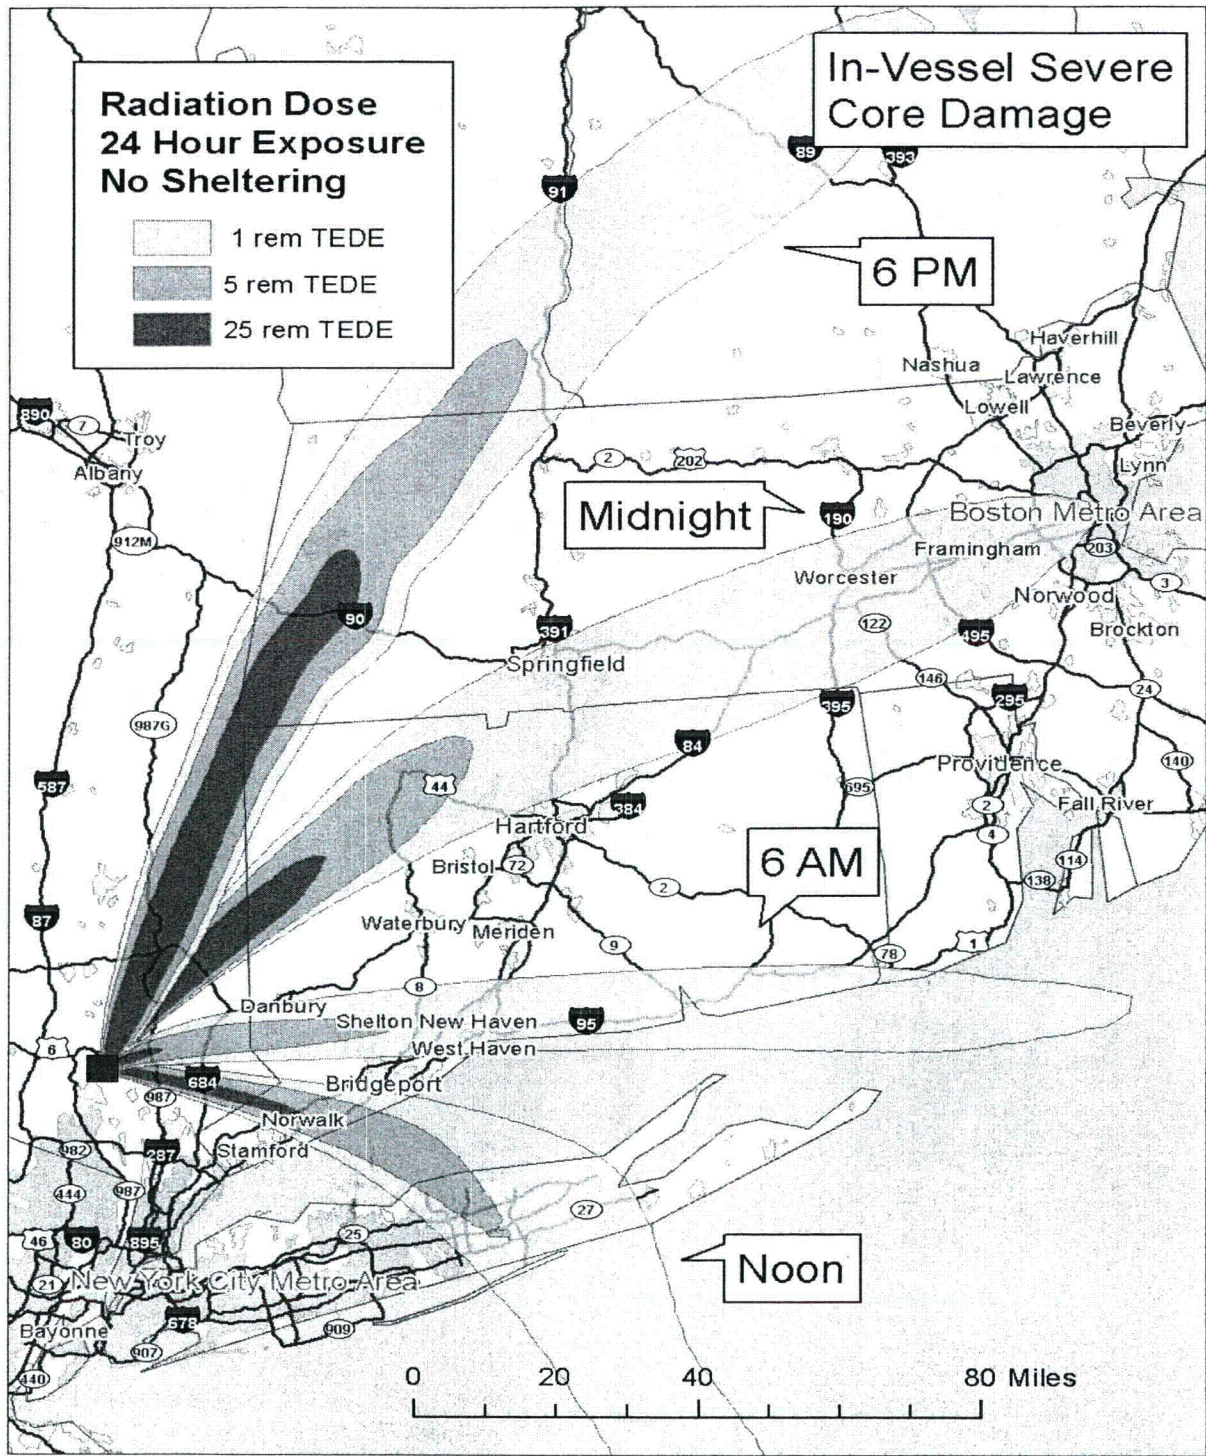 In-Vessel Severe
Core Damage
Radiation Dose
24 Hour Exposure
No Sheltering
1 rem TEDE
5 rem TEDE
25 rem TEDE
89
393
91
6 PM
Haverhill
Nashua
Lawrence
Lowell
890
7
Troy
Beverly
Albany
2
202
Lynn
Midnight
190
Boston Metro Area
912M
Framingham
203
Worcester
3
Norwood
90
391
122
495
Brockton
Springfield
146
24
395
295
987G
84
Providence
140
587
44
695
384
2
Fall River
Hartford
4
6 AM
114
Bristol
72
138
2
87
Waterbury
Meriden
9
1
78
8
Danbury
Shelton New Haven
95
6
West Haven
684
Bridgeport
987
Norwalk
982
287
Stamford
444
987
27
46
80
895
25
Noon
21
New York City Metro Area
678
Bayonne
909
907
440
0 20 40 80 Miles